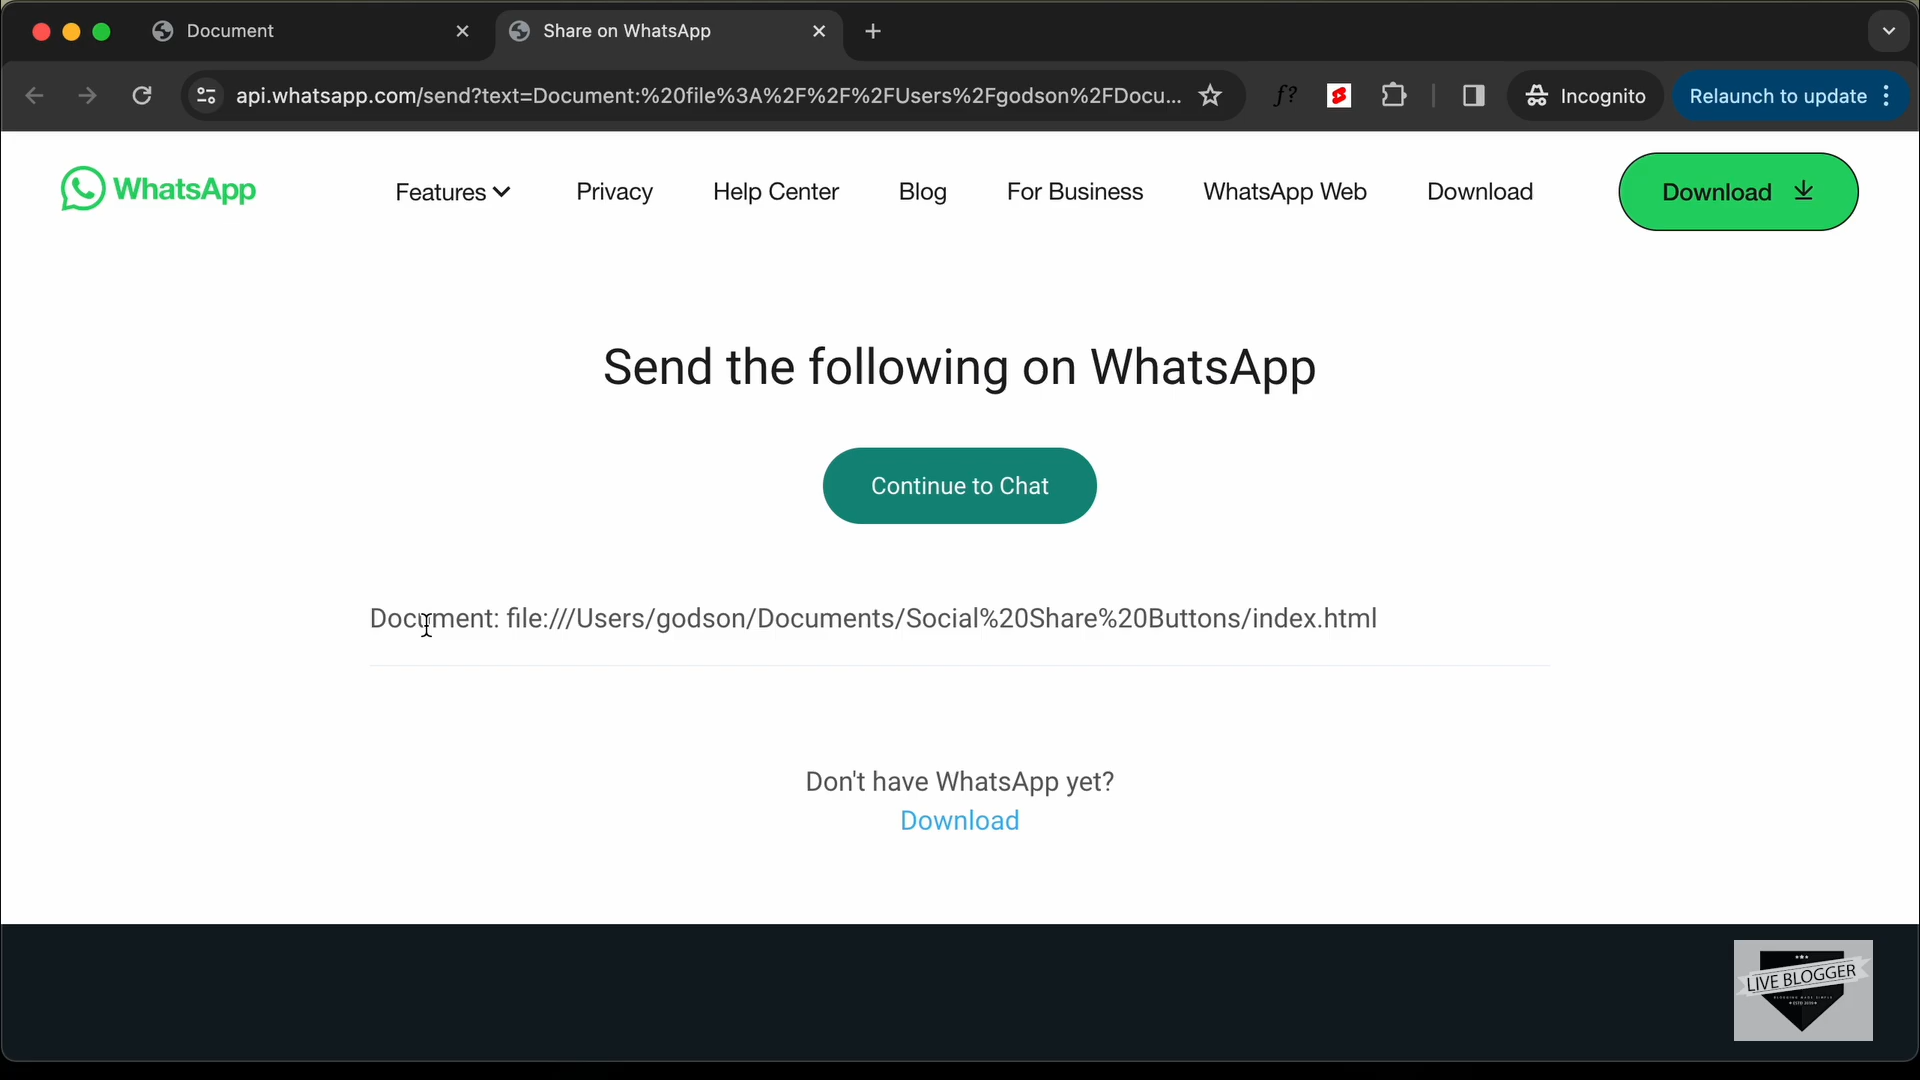 Document
Share on WhatsApp
api.whatsapp.com/send?text=Document:%20file%3A%2F%2F%2FUsers%2Fgodson%2FDocu...
f?
Incognito
Relaunch to update
WhatsApp
Features
Privacy
Help Center
Blog
For Business
WhatsApp Web
Download
Download
Send the following on WhatsApp
Continue to Chat
Document: file:///Users/godson/Documents/Social%20Share%20Buttons/index.html
Don't have WhatsApp yet?
Download
LIVE BLOGGER